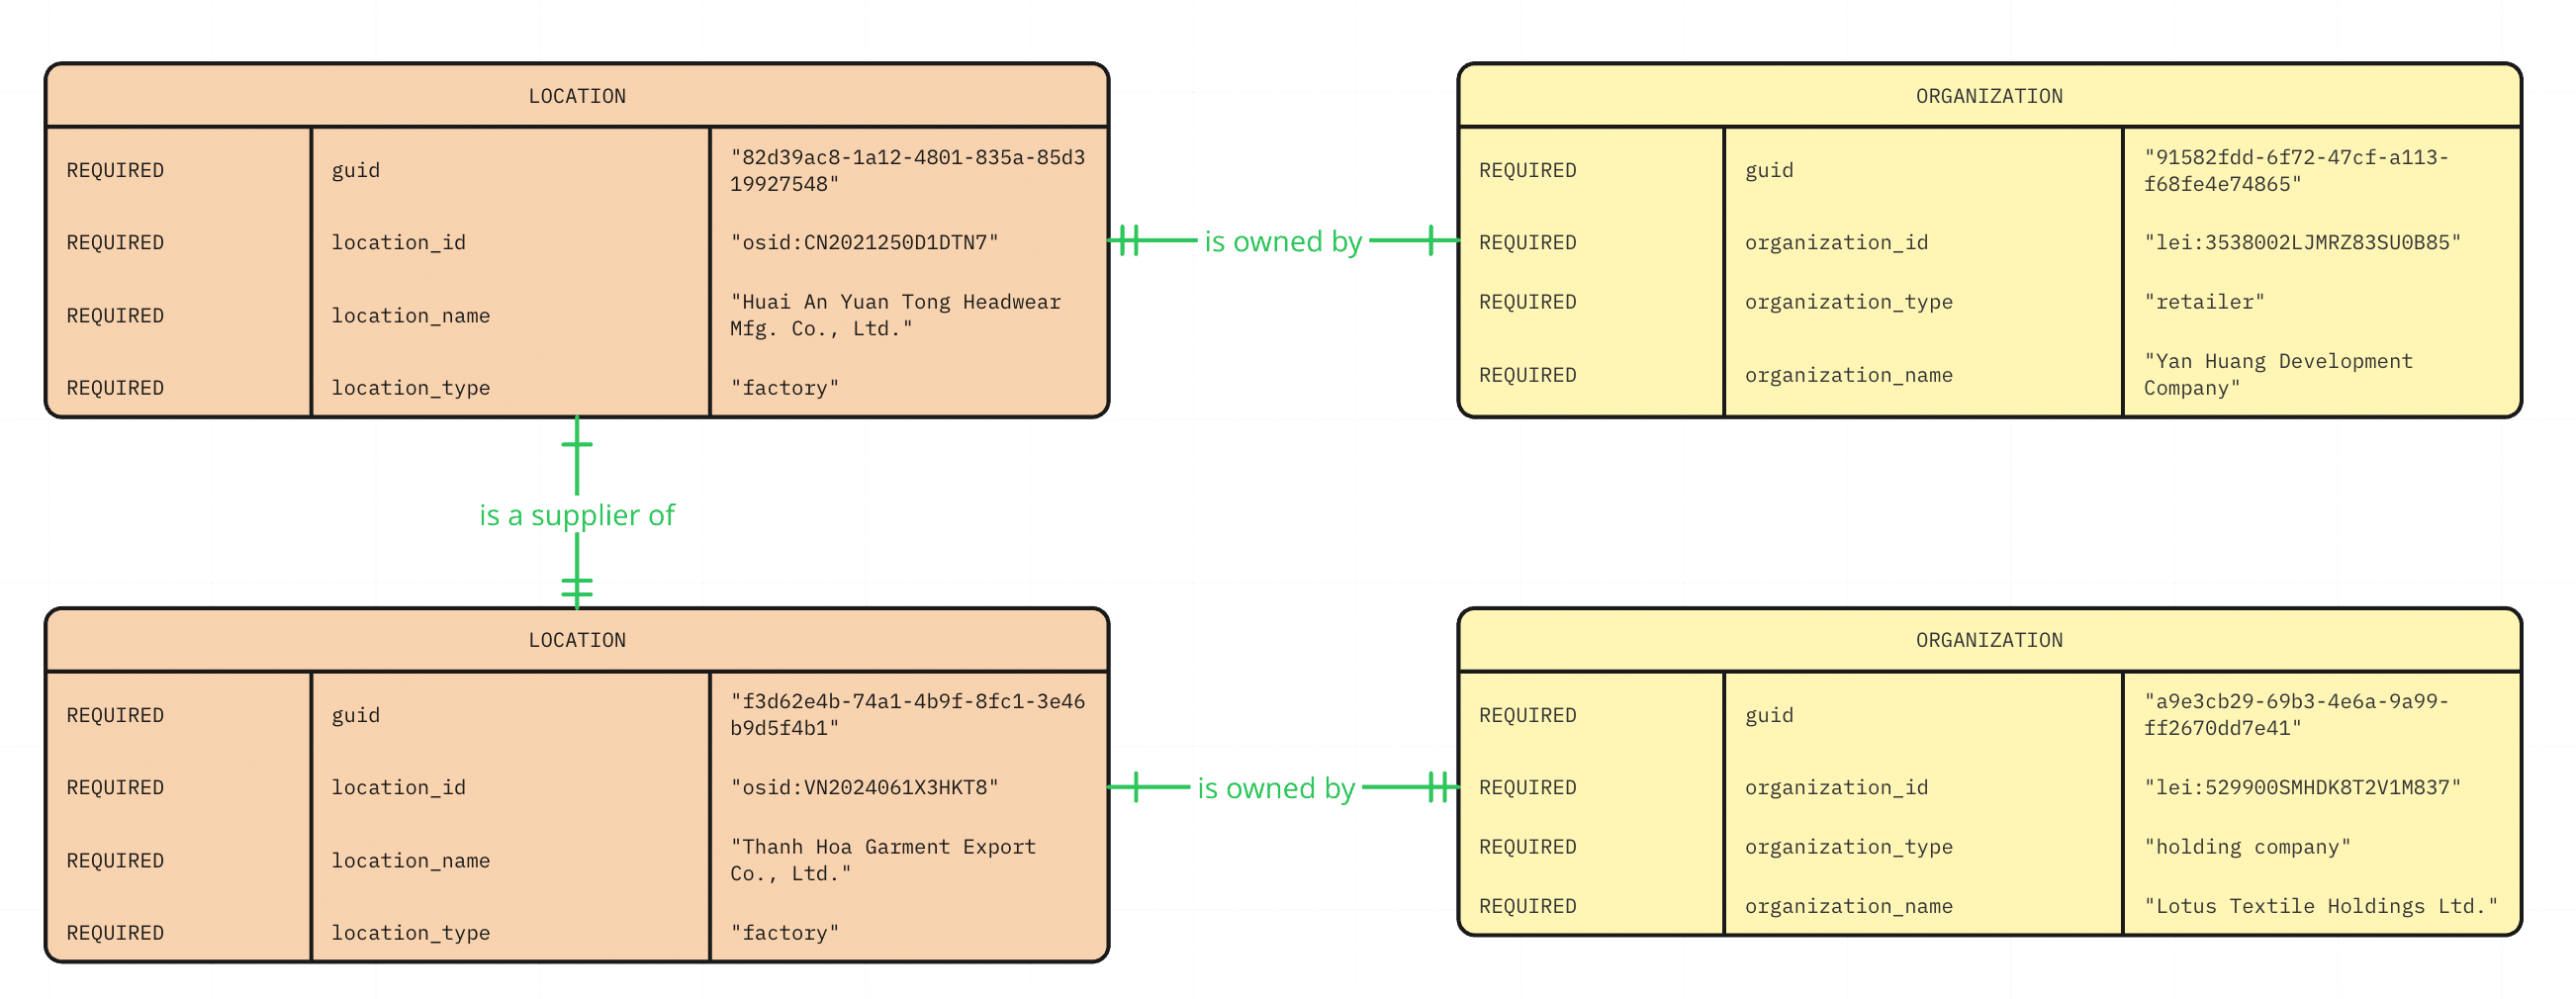 LOCATION
REQUIRED guid "82d39ac8-1a12-4801-835a-85d3
19927548"
REQUIRED location_id "osid:CN2021250D1DTN7"
REQUIRED location_name "Huai An Yuan Tong Headwear
Mfg. Co., Ltd."
REQUIRED location_type "factory"
is owned by
ORGANIZATION
REQUIRED guid "91582fdd-6f72-47cf-a113-
f68fe4e74865"
REQUIRED organization_id "lei:3538002LJMRZ83SU0B85"
REQUIRED organization_type "retailer"
REQUIRED organization_name "Yan Huang Development
Company"
is a supplier of
LOCATION
REQUIRED guid "f3d62e4b-74a1-4b9f-8fc1-3e46
b9d5f4b1"
REQUIRED location_id "osid:VN2024061X3HKT8"
REQUIRED location_name "Thanh Hoa Garment Export
Co., Ltd."
REQUIRED location_type "factory"
is owned by
ORGANIZATION
REQUIRED guid "a9e3cb29-69b3-4e6a-9a99-
ff2670dd7e41"
REQUIRED organization_id "lei:529900SMHDK8T2V1M837"
REQUIRED organization_type "holding company"
REQUIRED organization_name "Lotus Textile Holdings Ltd."